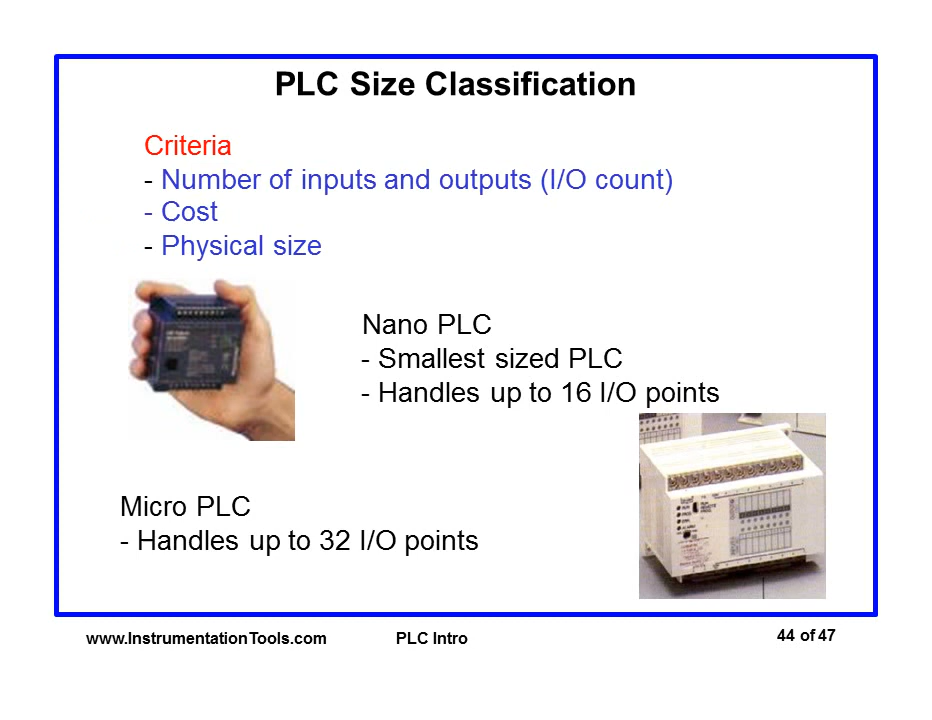 PLC Size Classification
Criteria
- Number of inputs and outputs (I/O count)
- Cost
- Physical size
Nano PLC
- Smallest sized PLC
- Handles up to 16 I/O points
Micro PLC
- Handles up to 32 I/O points
www.InstrumentationTools.com
PLC Intro
44 of 47